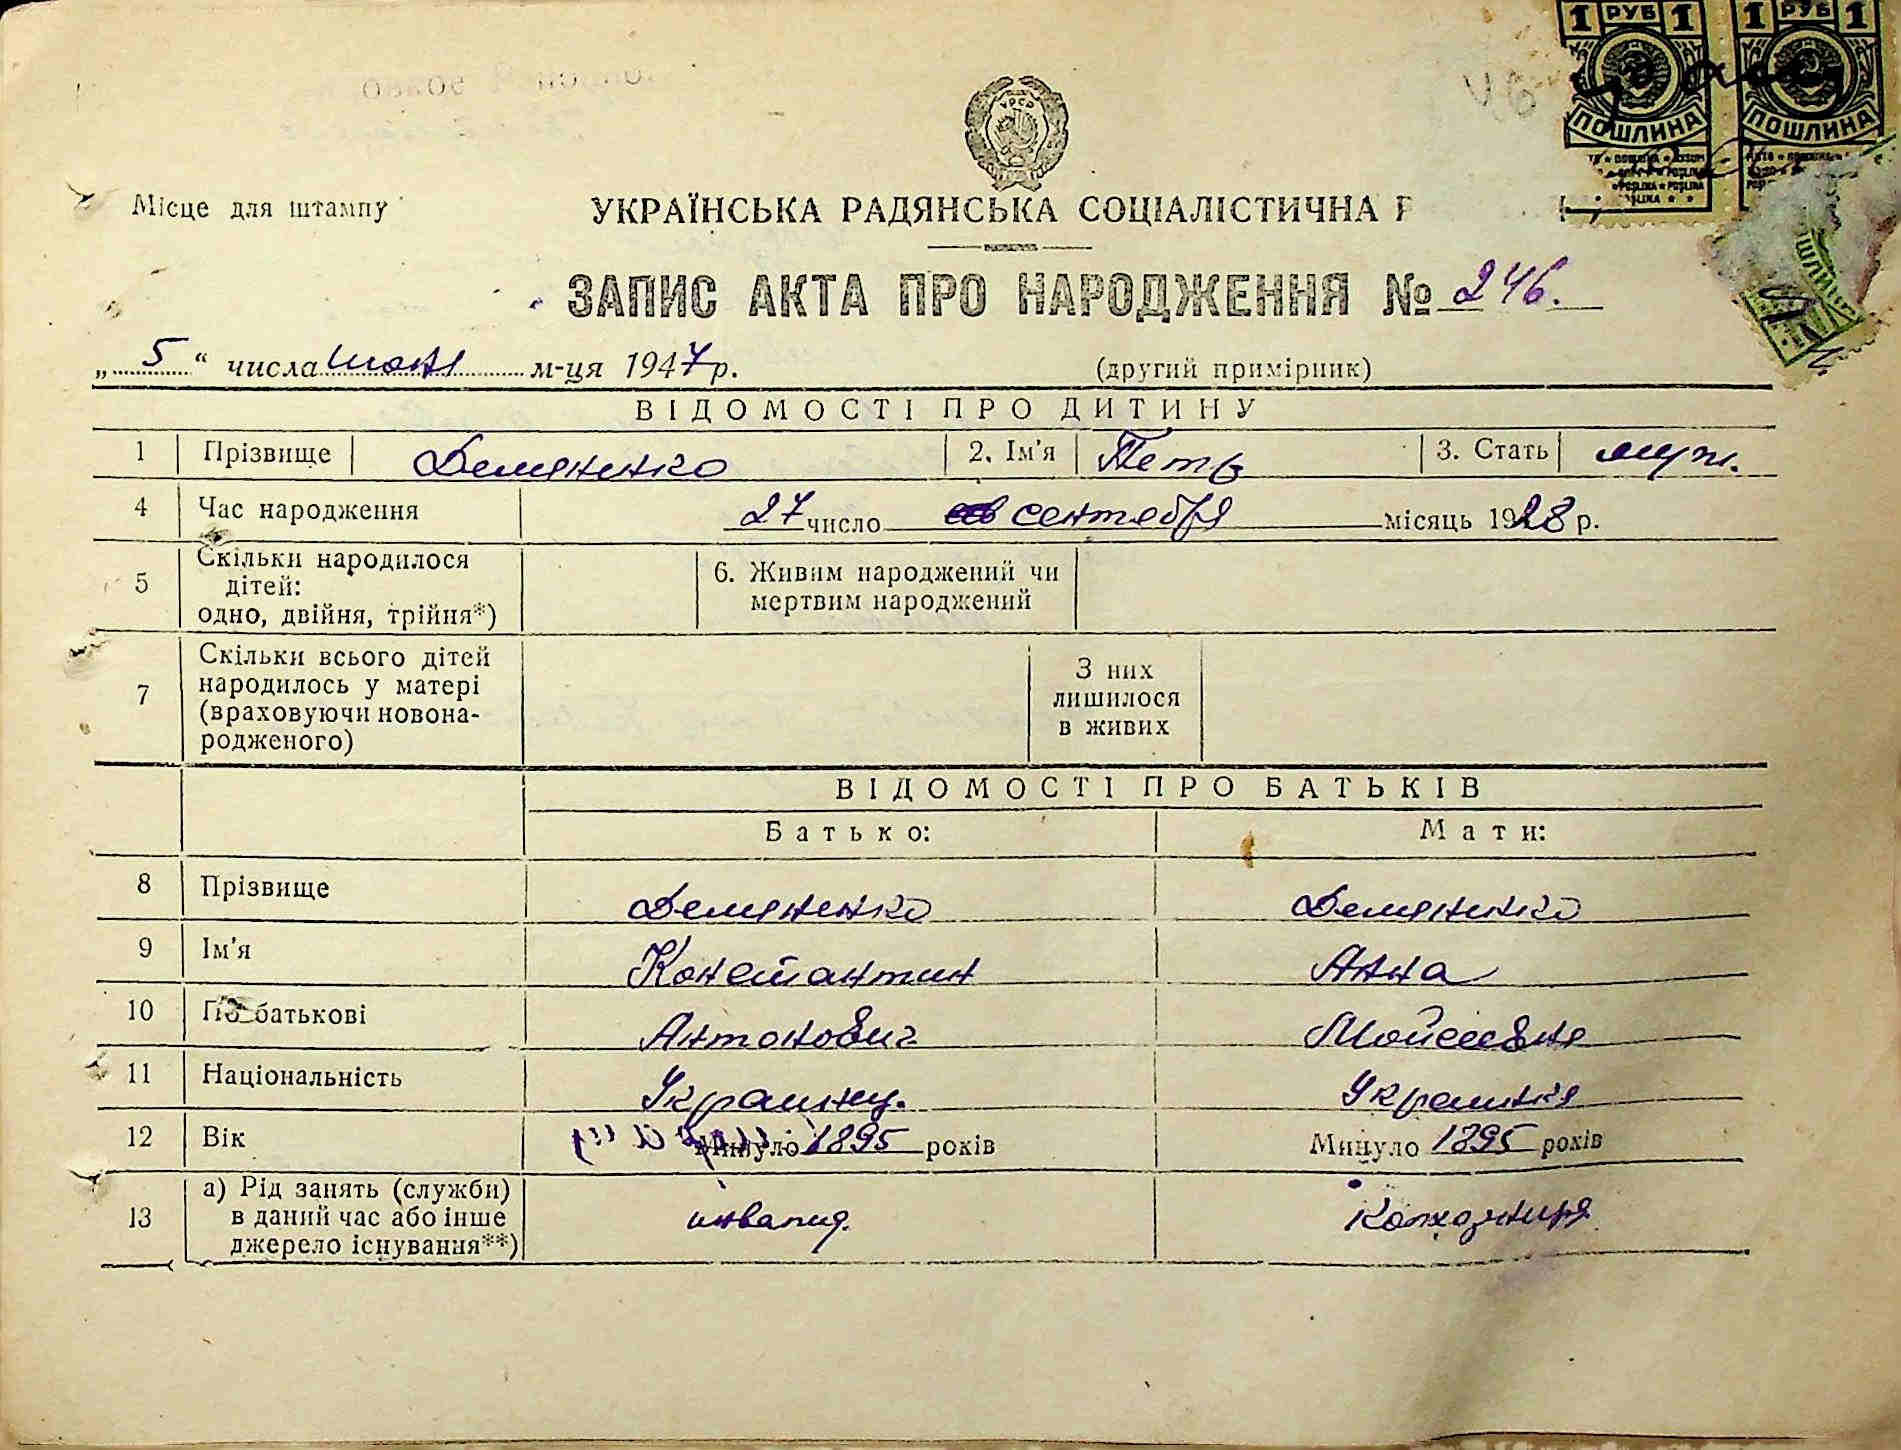 1 РУБ 1 1 РУБ 1
ПОШЛИНА ПОШЛИНА
УРСР
Місце для штампу
УКРАЇНСЬКА РАДЯНСЬКА СОЦІАЛІСТИЧНА Р
ЗАПИС АКТА ПРО НАРОДЖЕННЯ № 246.
„ 5 “ числа июня м-ця 1947 р. (другий примірник)
ВІДОМОСТІ ПРО ДИТИНУ
1 Прізвище Демяненко 2. Ім'я Петр 3. Стать муж.
4 Час народження 27 число сентября місяць 1928 р.
5 Скільки народилося дітей: одно, двійня, трійня*) 6. Живим народжений чи мертвим народжений
7 Скільки всього дітей народилось у матері (враховуючи новонародженого) З них лишилося в живих
ВІДОМОСТІ ПРО БАТЬКІВ
Батько: Мати:
8 Прізвище Демяненко Демяненко
9 Ім'я Константин Анна
10 По батькові Антонович Мойсеевна
11 Національність Украинец. Украинка
12 Вік Минуло 1895 років Минуло 1895 років
13 а) Рід занять (служби) в даний час або інше джерело існування**) инвалид. Колхозница